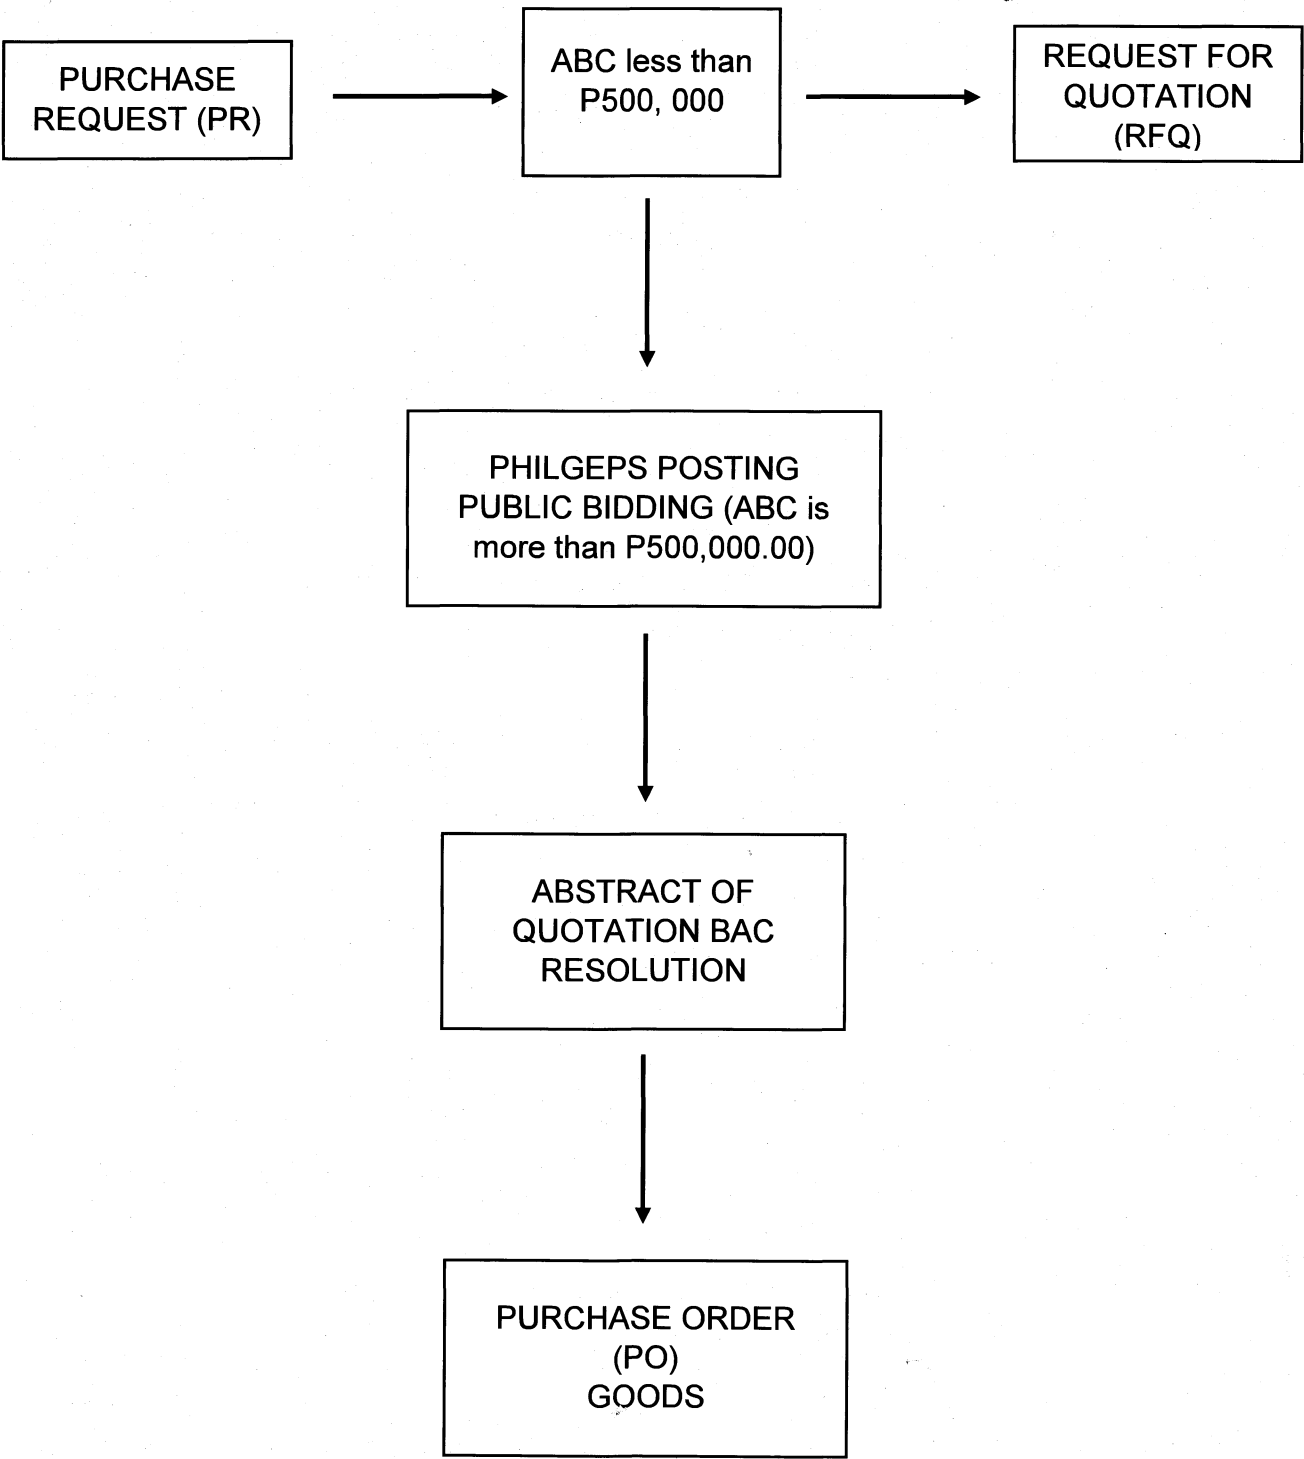 PURCHASE
REQUEST (PR)
ABC less than
P500, 000
REQUEST FOR
QUOTATION
(RFQ)
PHILGEPS POSTING
PUBLIC BIDDING (ABC is
more than P500,000.00)
ABSTRACT OF
QUOTATION BAC
RESOLUTION
PURCHASE ORDER
(PO)
GOODS